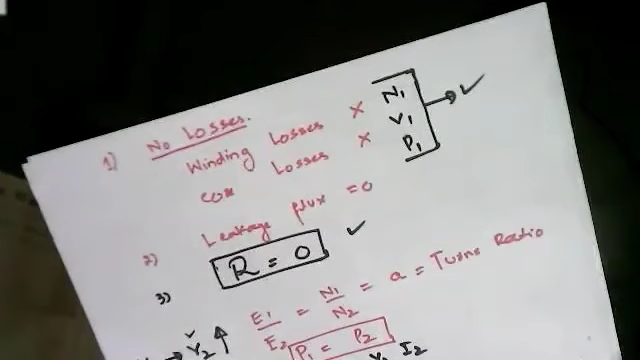 1) No Losses.
Winding Losses ×
Core Losses ×
N1
V1
P1
2) Leakage flux = 0
3) R = 0
E1/E2 = N1/N2 = a = Turns Ratio
V2
P1 = P2
I2